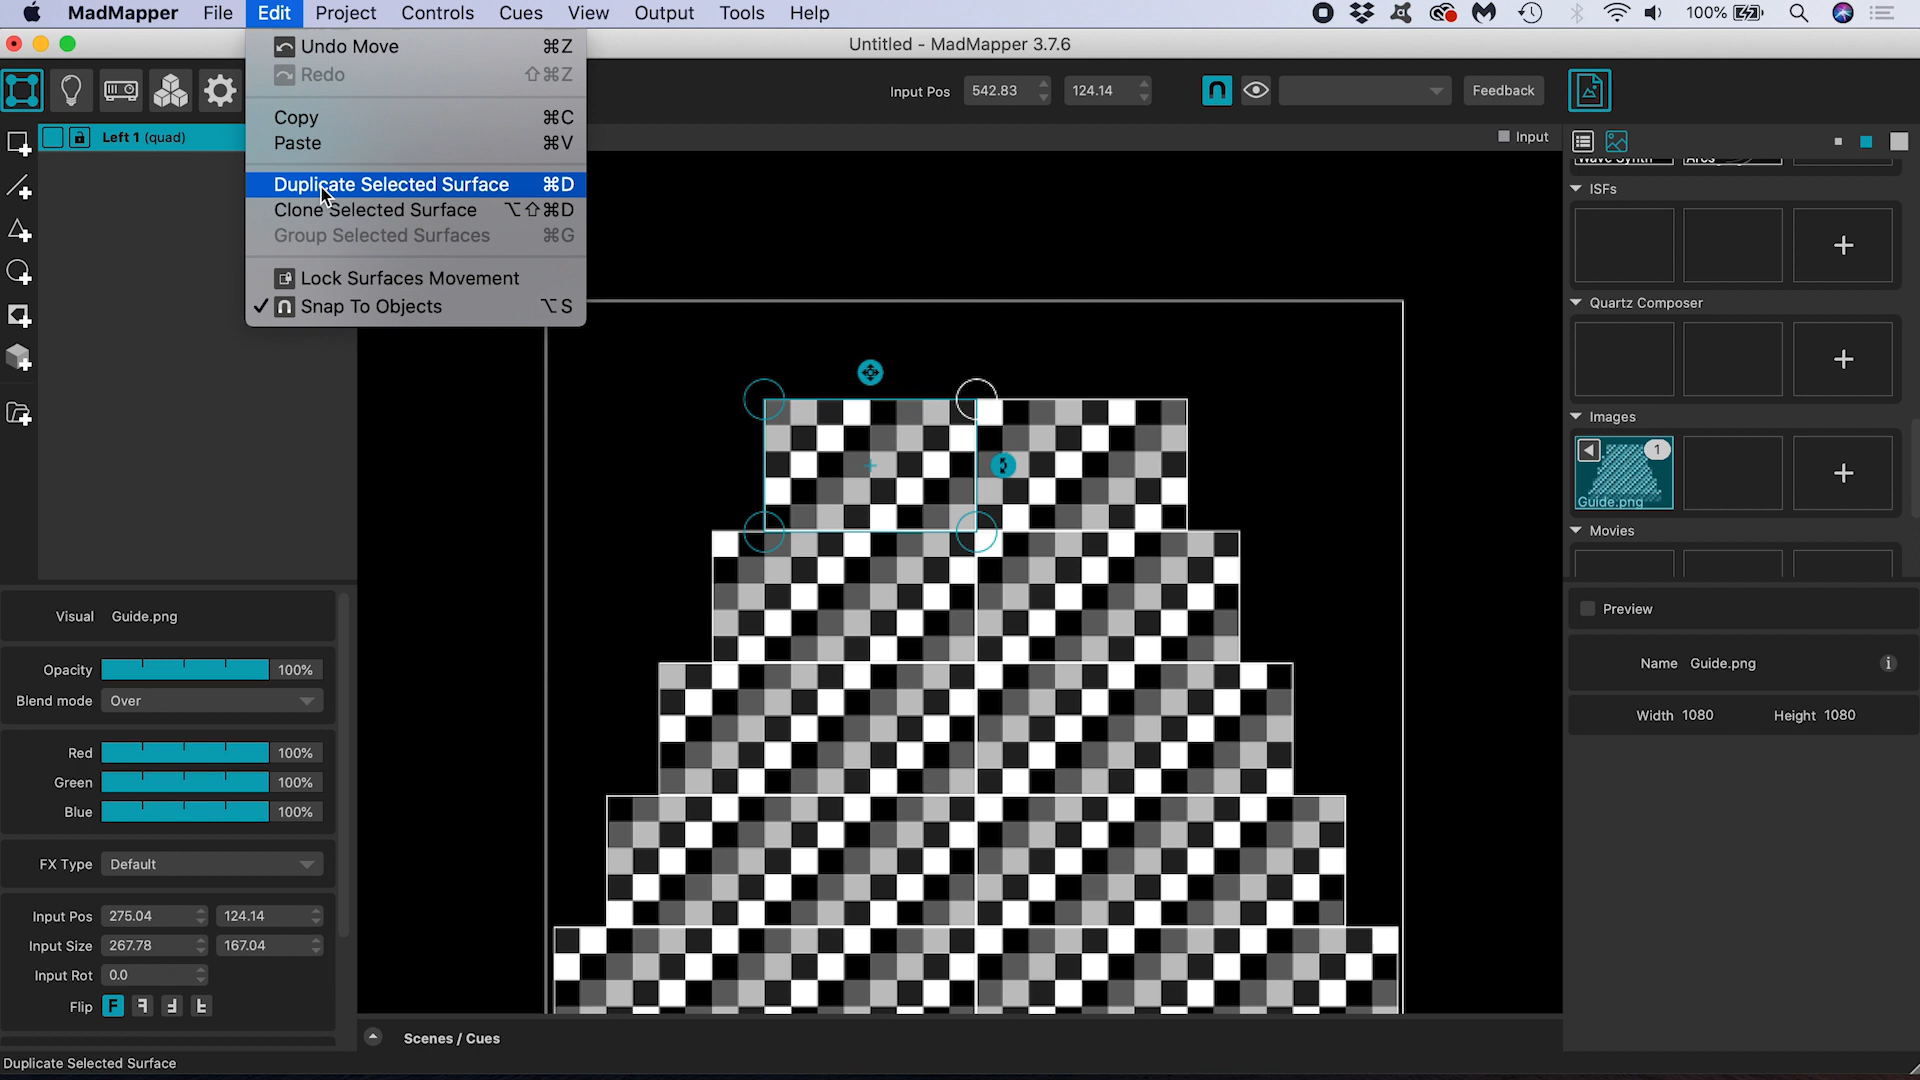 MadMapper File Edit Project Controls Cues View Output Tools Help 100%
Untitled - MadMapper 3.7.6
Undo Move ⌘Z
Redo ⇧⌘Z
Copy ⌘C
Paste ⌘V
Duplicate Selected Surface ⌘D
Clone Selected Surface ⌥⇧⌘D
Group Selected Surfaces ⌘G
Lock Surfaces Movement
✓ Snap To Objects ⌥S
Input Pos 542.83 124.14 Feedback
Left 1 (quad)
Input
Wave Synth Arcs
ISFs
Quartz Composer
Images
1
Guide.png
Movies
Preview
Name Guide.png
Width 1080 Height 1080
Visual Guide.png
Opacity 100%
Blend mode Over
Red 100%
Green 100%
Blue 100%
FX Type Default
Input Pos 275.04 124.14
Input Size 267.78 167.04
Input Rot 0.0
Flip
Scenes / Cues
Duplicate Selected Surface